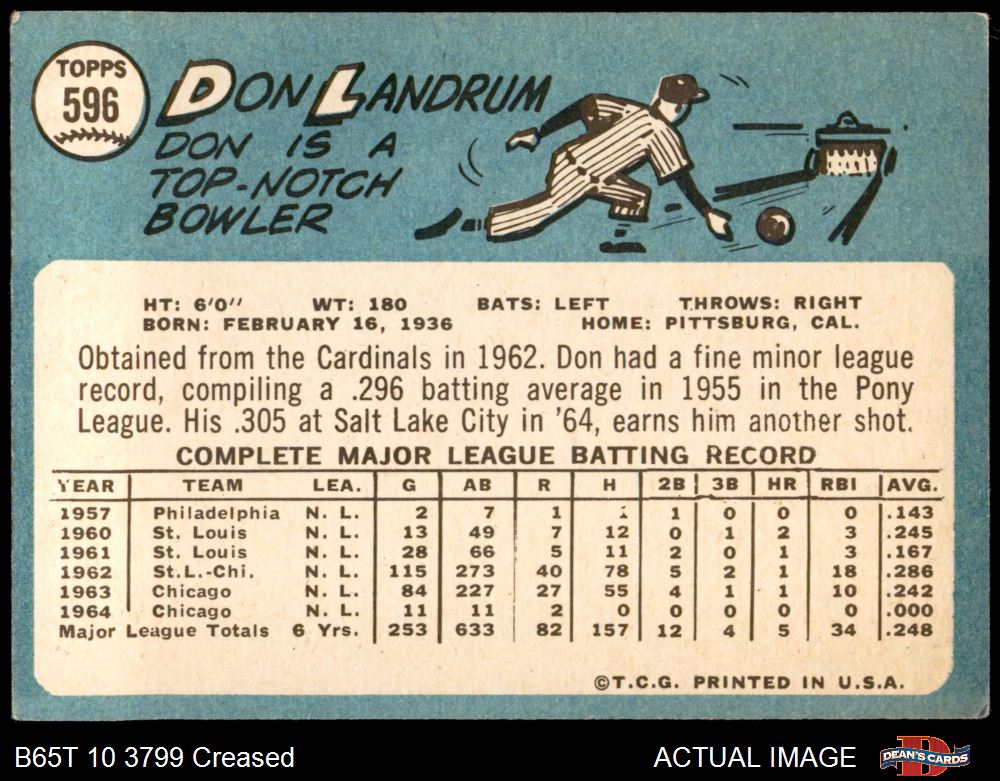 TOPPS
596
DON LANDRUM
DON IS A
TOP-NOTCH
BOWLER
HT: 6'0" WT: 180 BATS: LEFT THROWS: RIGHT
BORN: FEBRUARY 16, 1936 HOME: PITTSBURG, CAL.
Obtained from the Cardinals in 1962. Don had a fine minor league
record, compiling a .296 batting average in 1955 in the Pony
League. His .305 at Salt Lake City in '64, earns him another shot.
COMPLETE MAJOR LEAGUE BATTING RECORD
YEAR TEAM LEA. G AB R H 2B 3B HR RBI AVG.
1957 Philadelphia N. L. 2 7 1 1 1 0 0 0 .143
1960 St. Louis N. L. 13 49 7 12 0 1 2 3 .245
1961 St. Louis N. L. 28 66 5 11 2 0 1 3 .167
1962 St.L.-Chi. N. L. 115 273 40 78 5 2 1 18 .286
1963 Chicago N. L. 84 227 27 55 4 1 1 10 .242
1964 Chicago N. L. 11 11 2 0 0 0 0 0 .000
Major League Totals 6 Yrs. 253 633 82 157 12 4 5 34 .248
©T.C.G. PRINTED IN U.S.A.
B65T 10 3799 Creased ACTUAL IMAGE DEAN'S CARDS